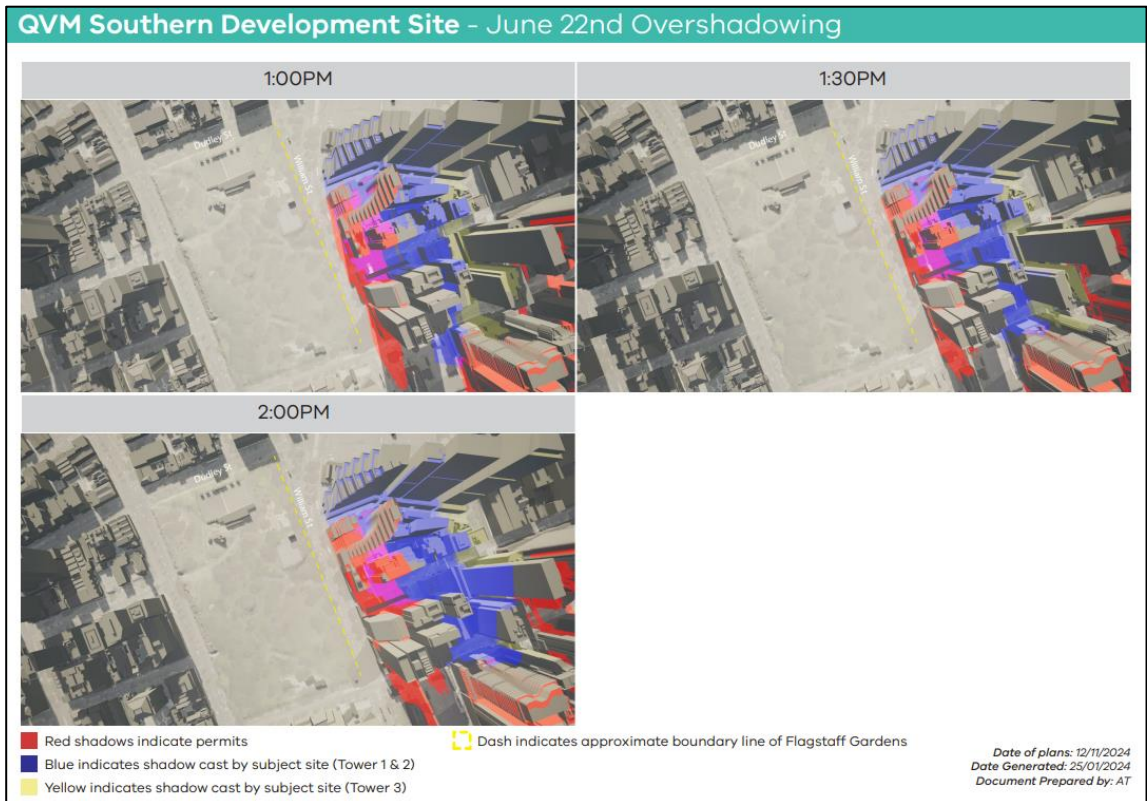 QVM Southern Development Site - June 22nd Overshadowing
1:00PM
1:30PM
Dudley St
William St
Dudley St
William St
2:00PM
Dudley St
William St
Red shadows indicate permits
Dash indicates approximate boundary line of Flagstaff Gardens
Blue indicates shadow cast by subject site (Tower 1 & 2)
Yellow indicates shadow cast by subject site (Tower 3)
Date of plans: 12/11/2024
Date Generated: 25/01/2024
Document Prepared by: AT